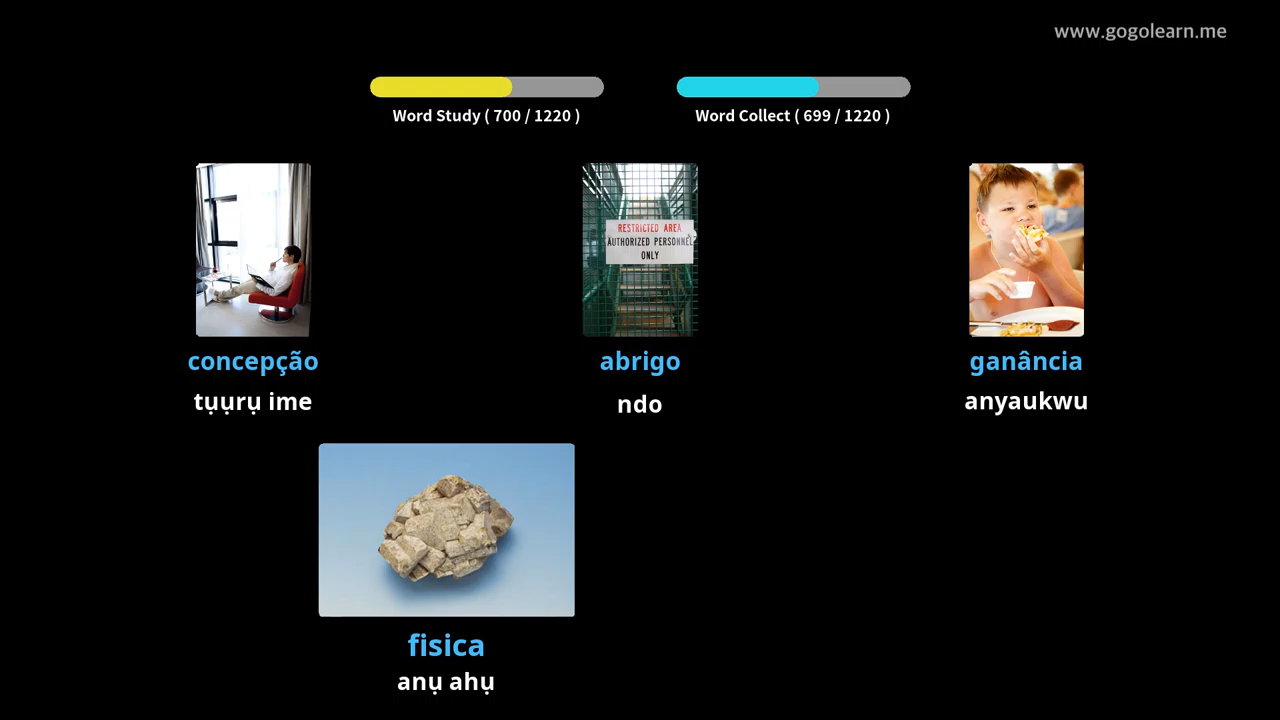 www.gogolearn.me
Word Study ( 700 / 1220 )
Word Collect ( 699 / 1220 )
RESTRICTED AREA
AUTHORIZED PERSONNEL
ONLY
concepção
abrigo
ganância
tụụrụ ime
ndo
anyaukwu
fisica
anụ ahụ